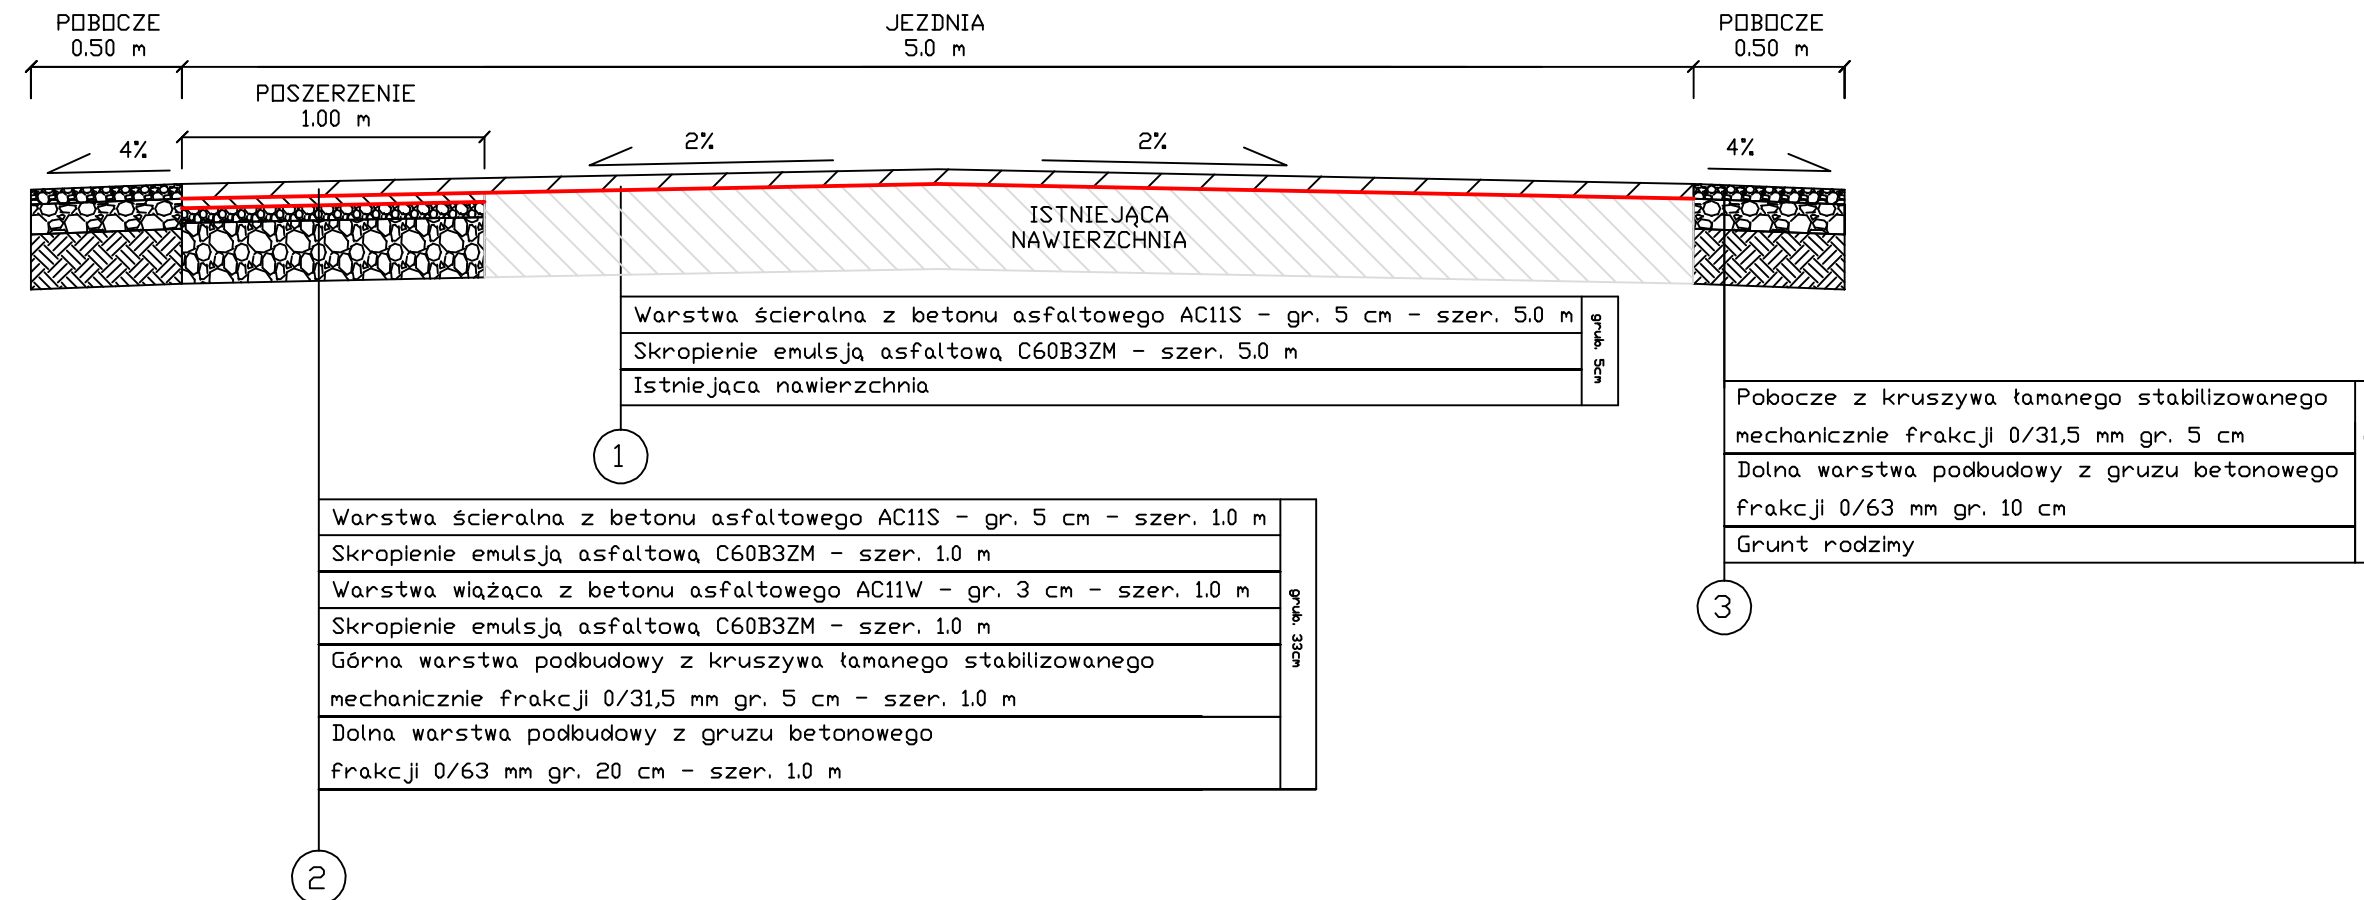 POBOCZE
0.50 m
JEZDNIA
5.0 m
POBOCZE
0.50 m
POSZERZENIE
1.00 m
4%
2%
2%
4%
ISTNIEJĄCA
NAWIERZCHNIA
Warstwa ścieralna z betonu asfaltowego AC11S - gr. 5 cm - szer. 5.0 m
Skropienie emulsją asfaltową C60B3ZM - szer. 5.0 m
Istniejąca nawierzchnia
grub. 5cm
1
Pobocze z kruszywa łamanego stabilizowanego
mechanicznie frakcji 0/31,5 mm gr. 5 cm
Dolna warstwa podbudowy z gruzu betonowego
frakcji 0/63 mm gr. 10 cm
Grunt rodzimy
3
Warstwa ścieralna z betonu asfaltowego AC11S - gr. 5 cm - szer. 1.0 m
Skropienie emulsją asfaltową C60B3ZM - szer. 1.0 m
Warstwa wiążąca z betonu asfaltowego AC11W - gr. 3 cm - szer. 1.0 m
Skropienie emulsją asfaltową C60B3ZM - szer. 1.0 m
Górna warstwa podbudowy z kruszywa łamanego stabilizowanego
mechanicznie frakcji 0/31,5 mm gr. 5 cm - szer. 1.0 m
Dolna warstwa podbudowy z gruzu betonowego
frakcji 0/63 mm gr. 20 cm - szer. 1.0 m
grub. 33cm
2